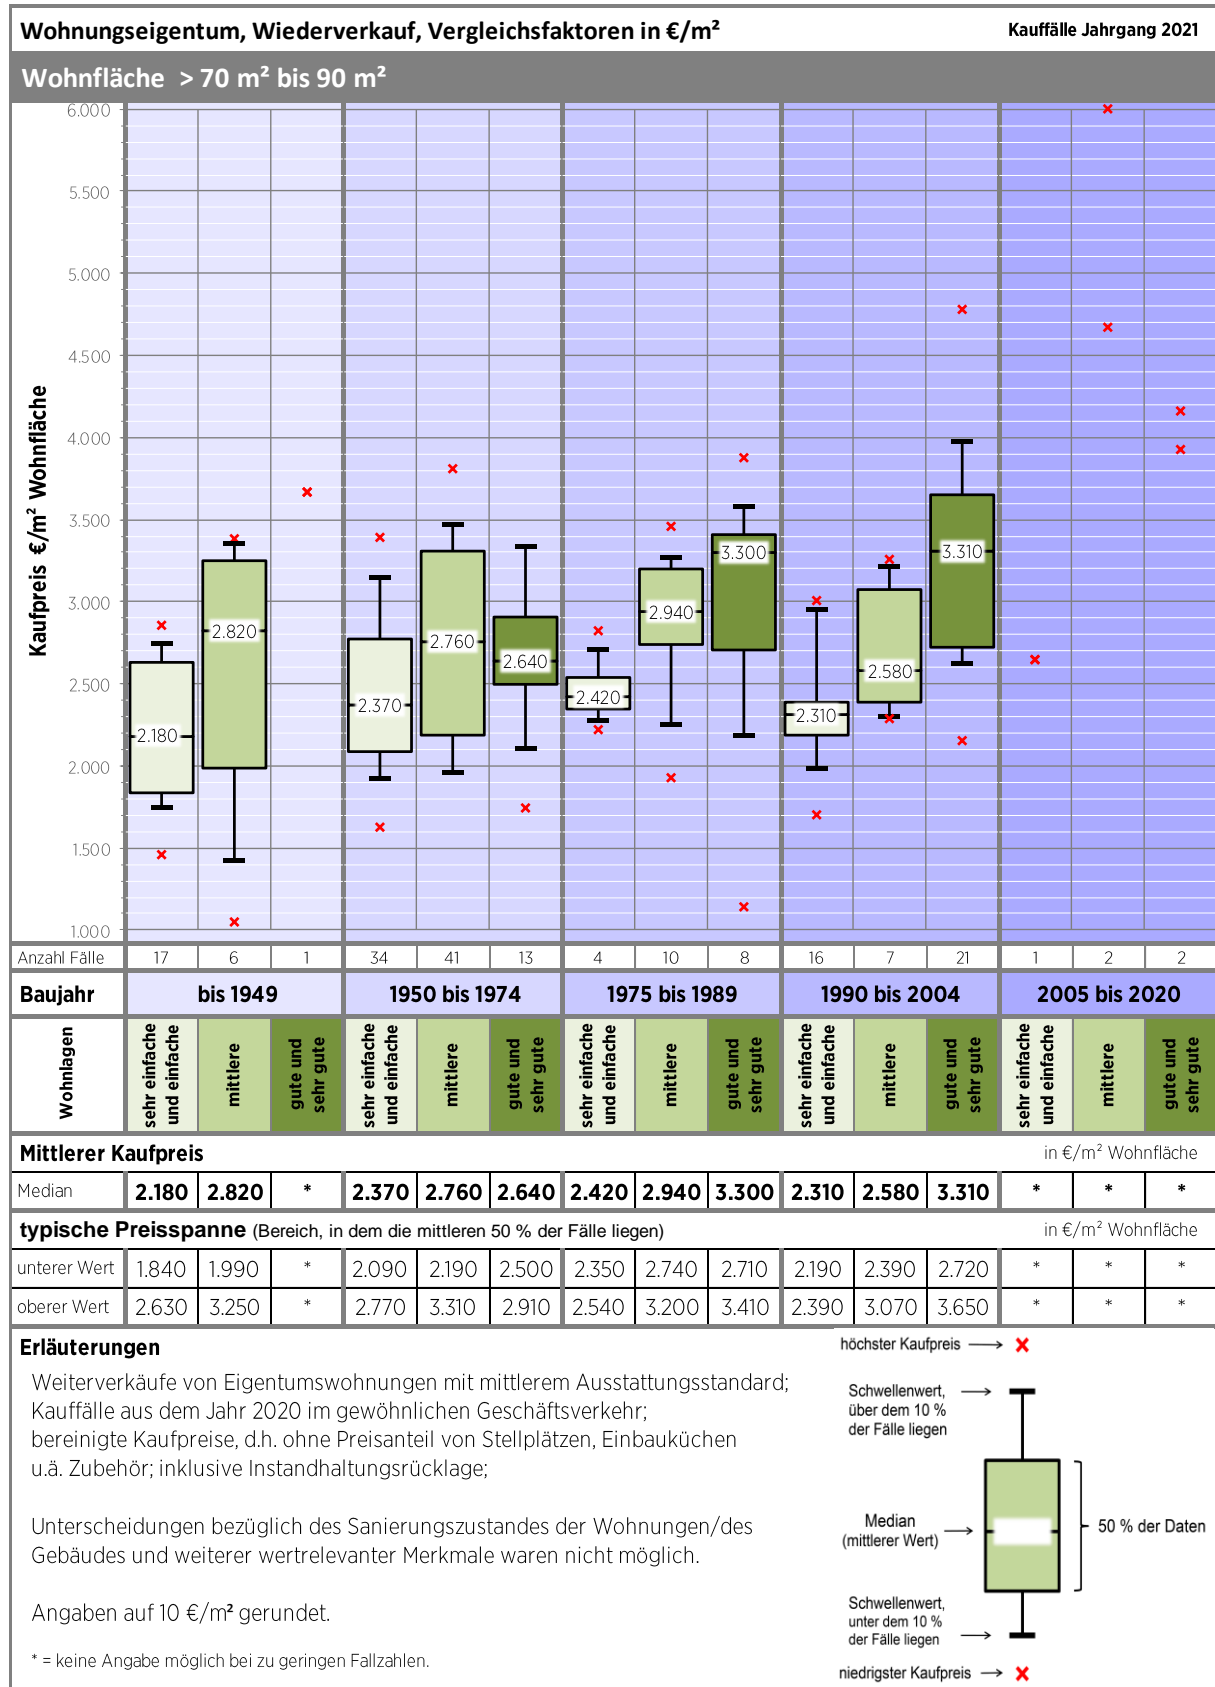 Wohnungseigentum, Wiederverkauf, Vergleichsfaktoren in €/m²
Kauffälle Jahrgang 2021
Wohnfläche > 70 m² bis 90 m²
Kaufpreis €/m² Wohnfläche
6.000
5.500
5.000
4.500
4.000
3.500
3.000
2.500
2.000
1.500
1.000
2.180
2.820
2.370
2.760
2.640
2.420
2.940
3.300
2.310
2.580
3.310
Anzahl Fälle 17 6 1 34 41 13 4 10 8 16 7 21 1 2 2
Baujahr bis 1949 1950 bis 1974 1975 bis 1989 1990 bis 2004 2005 bis 2020
Wohnlagen
sehr einfache
und einfache
mittlere
gute und
sehr gute
sehr einfache
und einfache
mittlere
gute und
sehr gute
sehr einfache
und einfache
mittlere
gute und
sehr gute
sehr einfache
und einfache
mittlere
gute und
sehr gute
sehr einfache
und einfache
mittlere
gute und
sehr gute
Mittlerer Kaufpreis in €/m² Wohnfläche
Median 2.180 2.820 * 2.370 2.760 2.640 2.420 2.940 3.300 2.310 2.580 3.310 * * *
typische Preisspanne (Bereich, in dem die mittleren 50 % der Fälle liegen) in €/m² Wohnfläche
unterer Wert 1.840 1.990 * 2.090 2.190 2.500 2.350 2.740 2.710 2.190 2.390 2.720 * * *
oberer Wert 2.630 3.250 * 2.770 3.310 2.910 2.540 3.200 3.410 2.390 3.070 3.650 * * *
Erläuterungen
Weiterverkäufe von Eigentumswohnungen mit mittlerem Ausstattungsstandard;
Kauffälle aus dem Jahr 2020 im gewöhnlichen Geschäftsverkehr;
bereinigte Kaufpreise, d.h. ohne Preisanteil von Stellplätzen, Einbauküchen
u.ä. Zubehör; inklusive Instandhaltungsrücklage;
Unterscheidungen bezüglich des Sanierungszustandes der Wohnungen/des
Gebäudes und weiterer wertrelevanter Merkmale waren nicht möglich.
Angaben auf 10 €/m² gerundet.
* = keine Angabe möglich bei zu geringen Fallzahlen.
höchster Kaufpreis
Schwellenwert,
über dem 10 %
der Fälle liegen
Median
(mittlerer Wert)
50 % der Daten
Schwellenwert,
unter dem 10 %
der Fälle liegen
niedrigster Kaufpreis